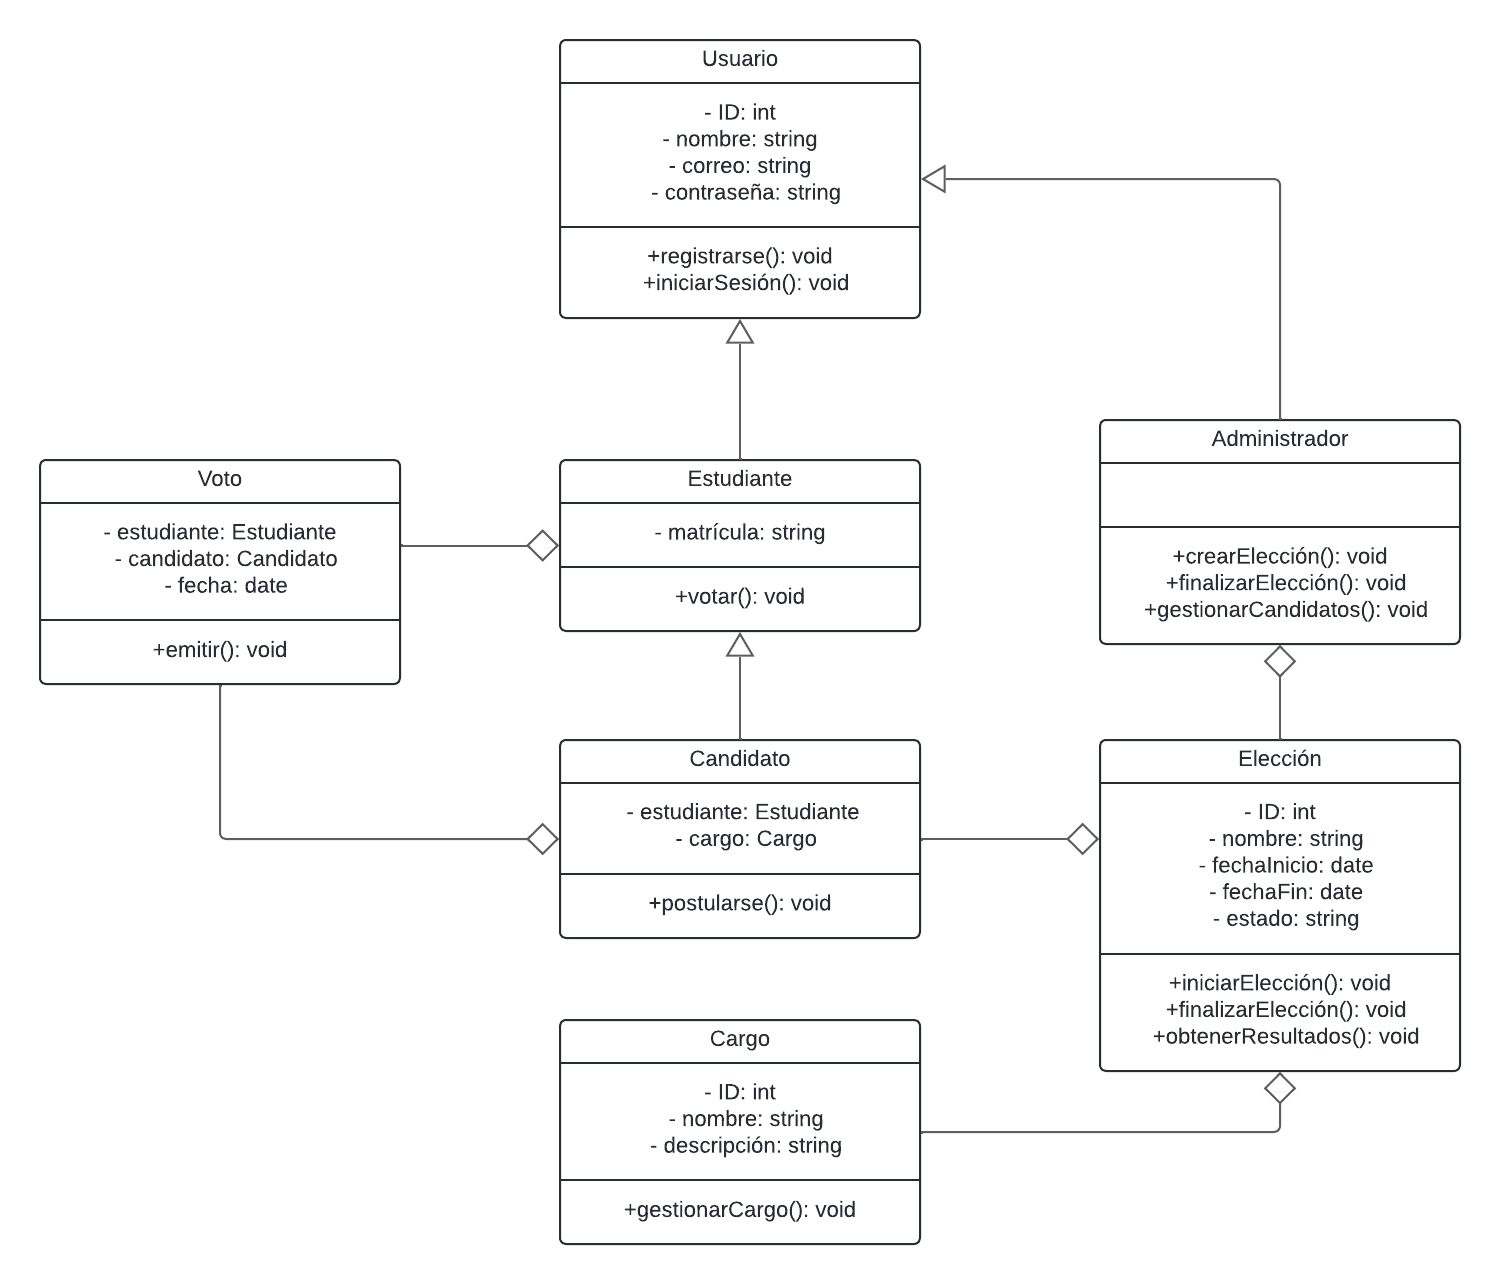 Usuario
- ID: int
- nombre: string
- correo: string
- contraseña: string
+registrarse(): void
+iniciarSesión(): void
Voto
- estudiante: Estudiante
- candidato: Candidato
- fecha: date
+emitir(): void
Estudiante
- matrícula: string
+votar(): void
Administrador
+crearElección(): void
+finalizarElección(): void
+gestionarCandidatos(): void
Candidato
- estudiante: Estudiante
- cargo: Cargo
+postularse(): void
Elección
- ID: int
- nombre: string
- fechaInicio: date
- fechaFin: date
- estado: string
+iniciarElección(): void
+finalizarElección(): void
+obtenerResultados(): void
Cargo
- ID: int
- nombre: string
- descripción: string
+gestionarCargo(): void